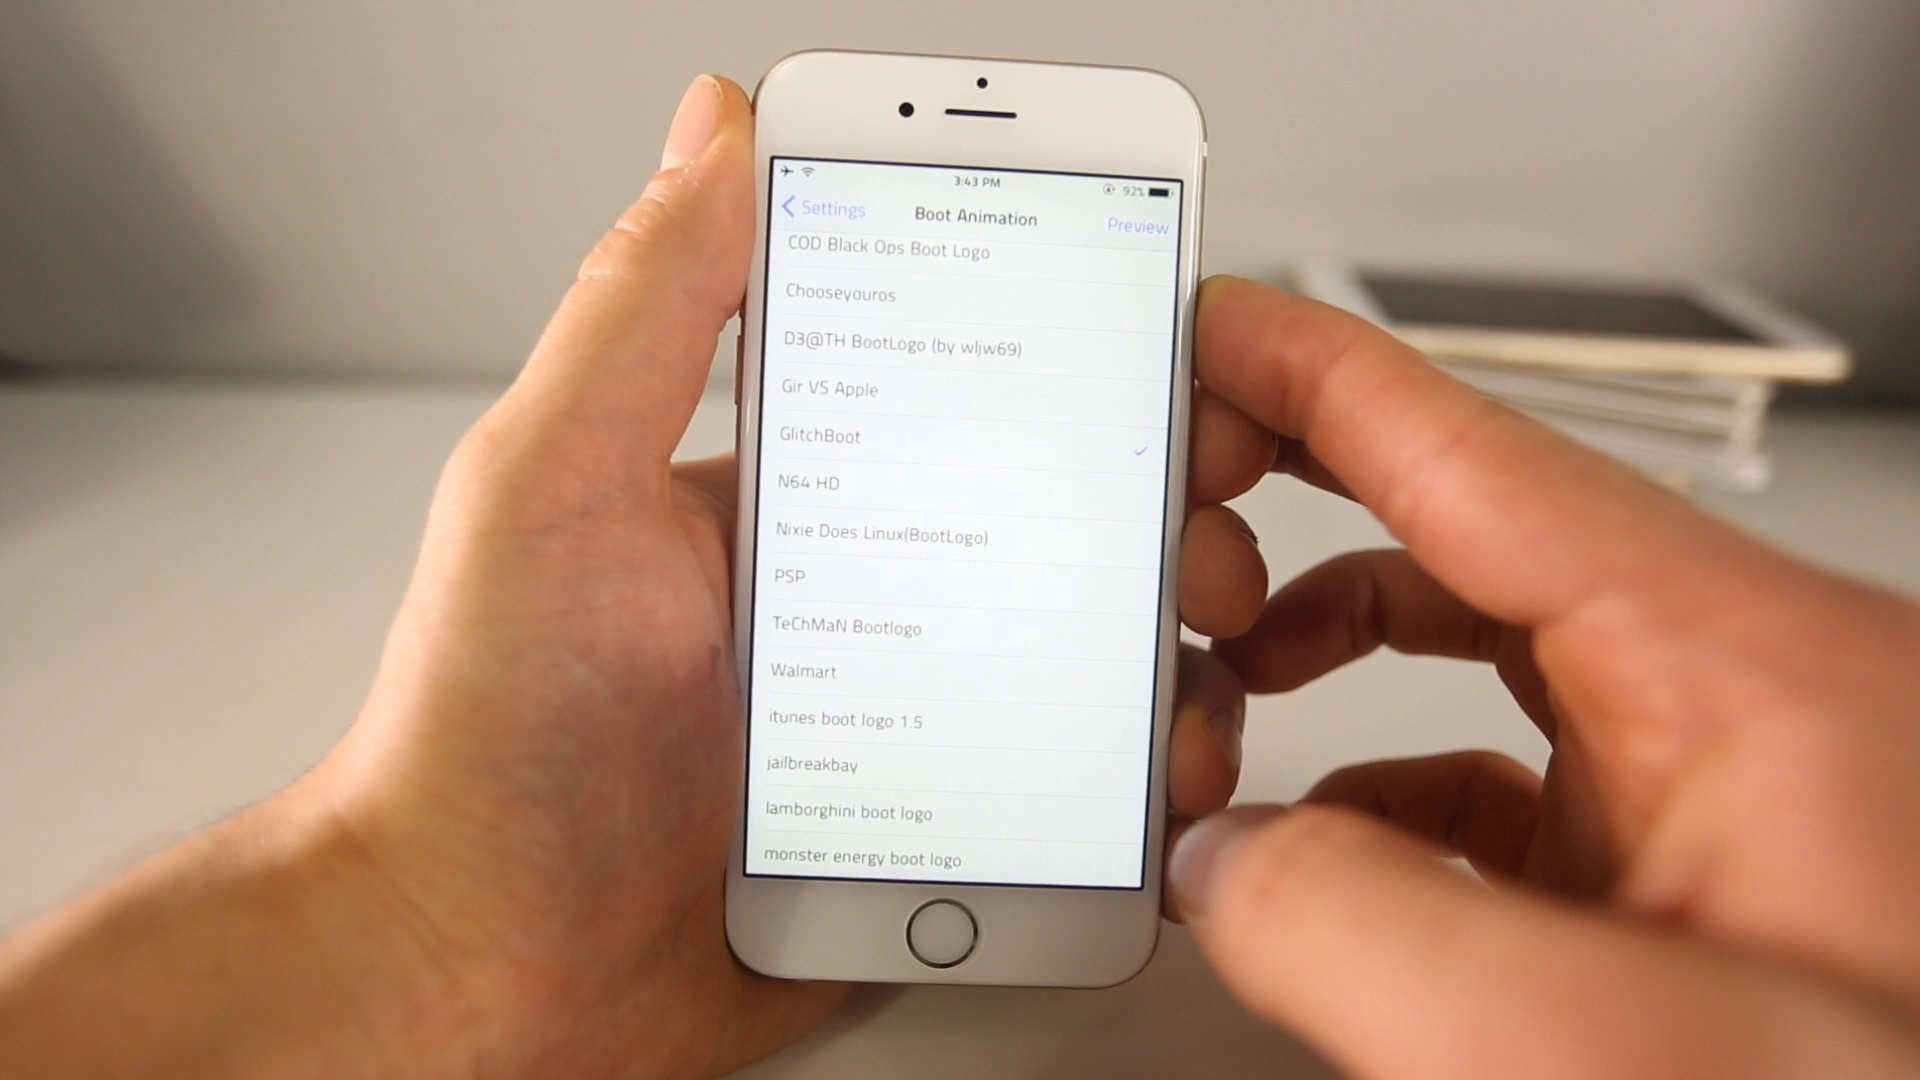 3:43 PM
92%
Settings
Boot Animation
Preview
COD Black Ops Boot Logo
Chooseyouros
D3@TH BootLogo (by wljw69)
Gir VS Apple
GlitchBoot
N64 HD
Nixie Does Linux(BootLogo)
PSP
TeChMaN Bootlogo
Walmart
itunes boot logo 1.5
jailbreakbay
lamborghini boot logo
monster energy boot logo